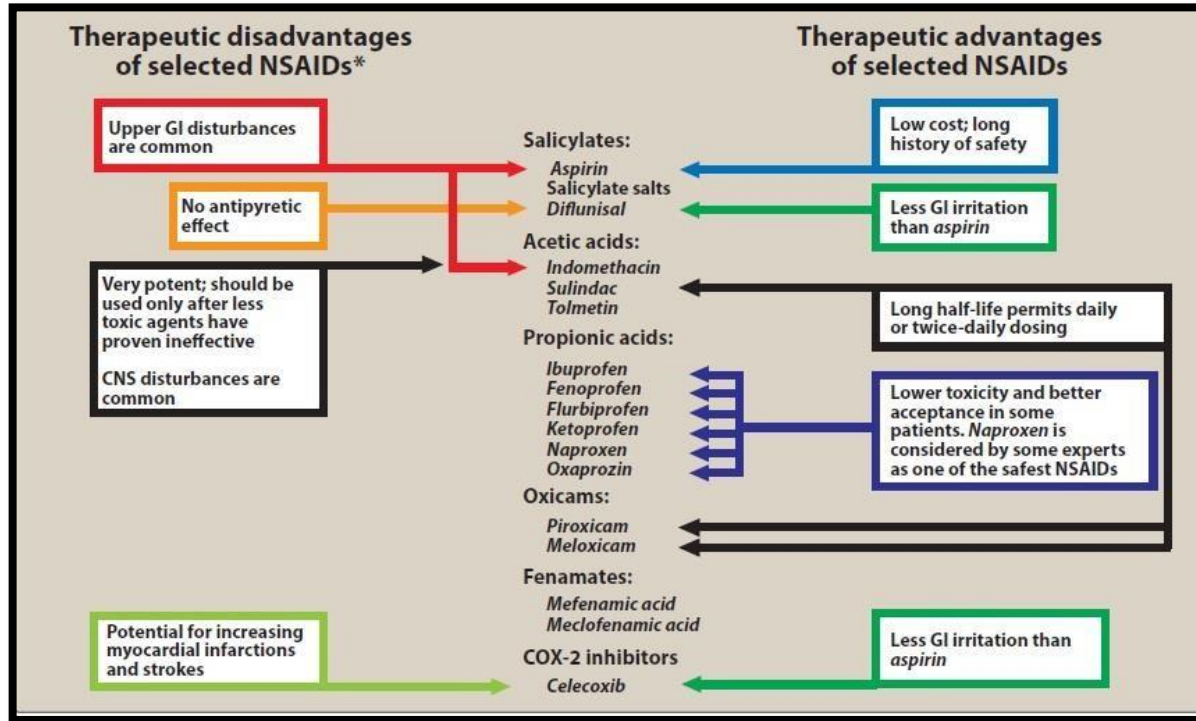 Therapeutic disadvantages
of selected NSAIDs*
Upper GI disturbances
are common
No antipyretic
effect
Very potent; should be
used only after less
toxic agents have
proven ineffective
CNS disturbances are
common
Potential for increasing
myocardial infarctions
and strokes
Salicylates:
Aspirin
Salicylate salts
Diflunisal
Acetic acids:
Indomethacin
Sulindac
Tolmetin
Propionic acids:
Ibuprofen
Fenoprofen
Flurbiprofen
Ketoprofen
Naproxen
Oxaprozin
Oxicams:
Piroxicam
Meloxicam
Fenamates:
Mefenamic acid
Meclofenamic acid
COX-2 inhibitors
Celecoxib
Therapeutic advantages
of selected NSAIDs
Low cost; long
history of safety
Less GI irritation
than aspirin
Long half-life permits daily
or twice-daily dosing
Lower toxicity and better
acceptance in some
patients. Naproxen is
considered by some experts
as one of the safest NSAIDs
Less GI irritation than
aspirin